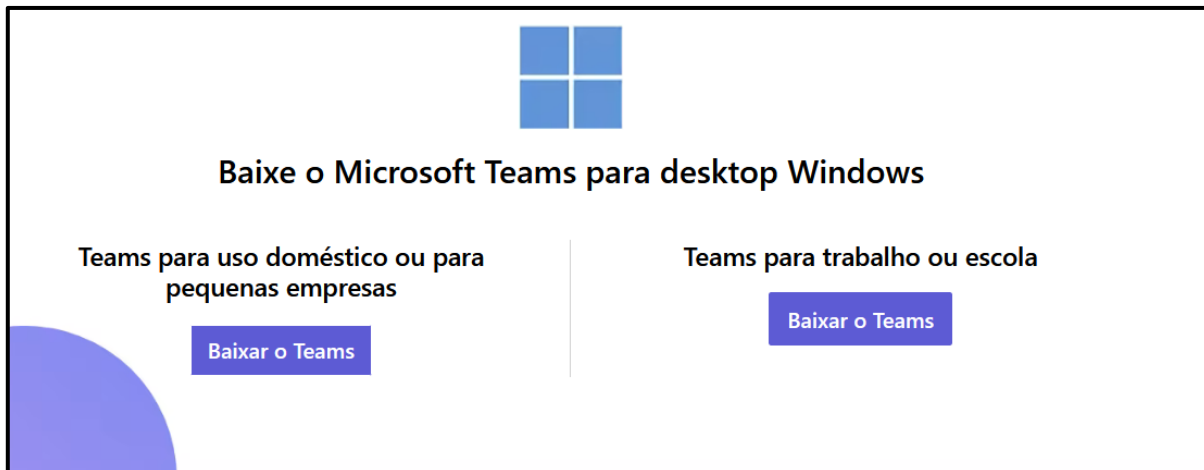 Baixe o Microsoft Teams para desktop Windows
Teams para uso doméstico ou para
pequenas empresas
Baixar o Teams
Teams para trabalho ou escola
Baixar o Teams